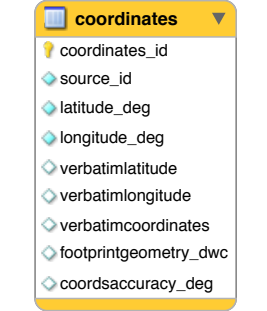 coordinates
coordinates_id
source_id
latitude_deg
longitude_deg
verbatimlatitude
verbatimlongitude
verbatimcoordinates
footprintgeometry_dwc
coordsaccuracy_deg